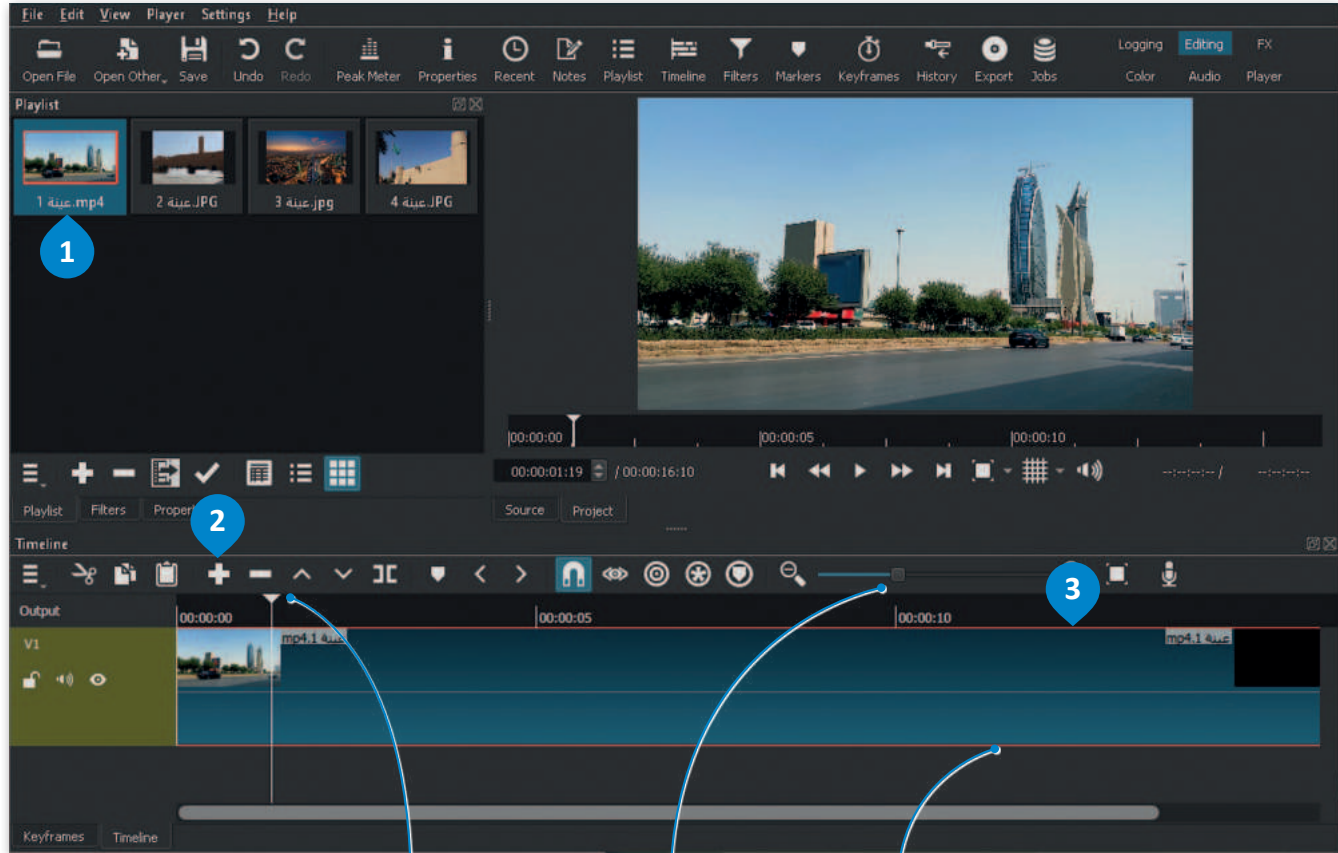 File Edit View Player Settings Help
Open File Open Other Save Undo Redo Peak Meter Properties Recent Notes Playlist Timeline Filters Markers Keyframes History Export Jobs
Logging Editing FX
Color Audio Player
Playlist
عينة 1.mp4 عينة 2.JPG عينة 3.jpg عينة 4.JPG
1
00:00:00 00:00:05 00:00:10
00:00:01:19 / 00:00:16:10 --:--:--:-- / --:--:--:--
Playlist Filters
Source Project
2
Timeline
3
Output 00:00:00 00:00:05 00:00:10
V1 عينة 1.mp4 عينة 1.mp4
Keyframes Timeline